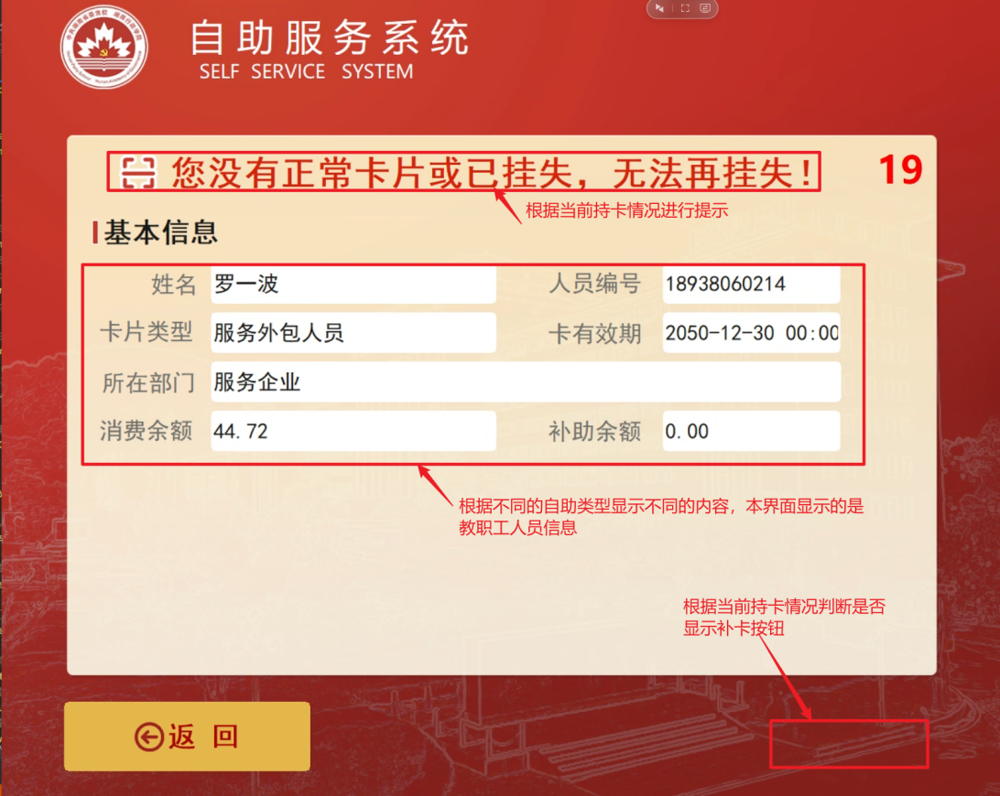 自助服务系统
SELF SERVICE SYSTEM
您没有正常卡片或已挂失，无法再挂失！
19
根据当前持卡情况进行提示
基本信息
姓名 罗一波 人员编号 18938060214
卡片类型 服务外包人员 卡有效期 2050-12-30 00:00
所在部门 服务企业
消费余额 44.72 补助余额 0.00
根据不同的自助类型显示不同的内容，本界面显示的是
教职工人员信息
根据当前持卡情况判断是否
显示补卡按钮
返 回